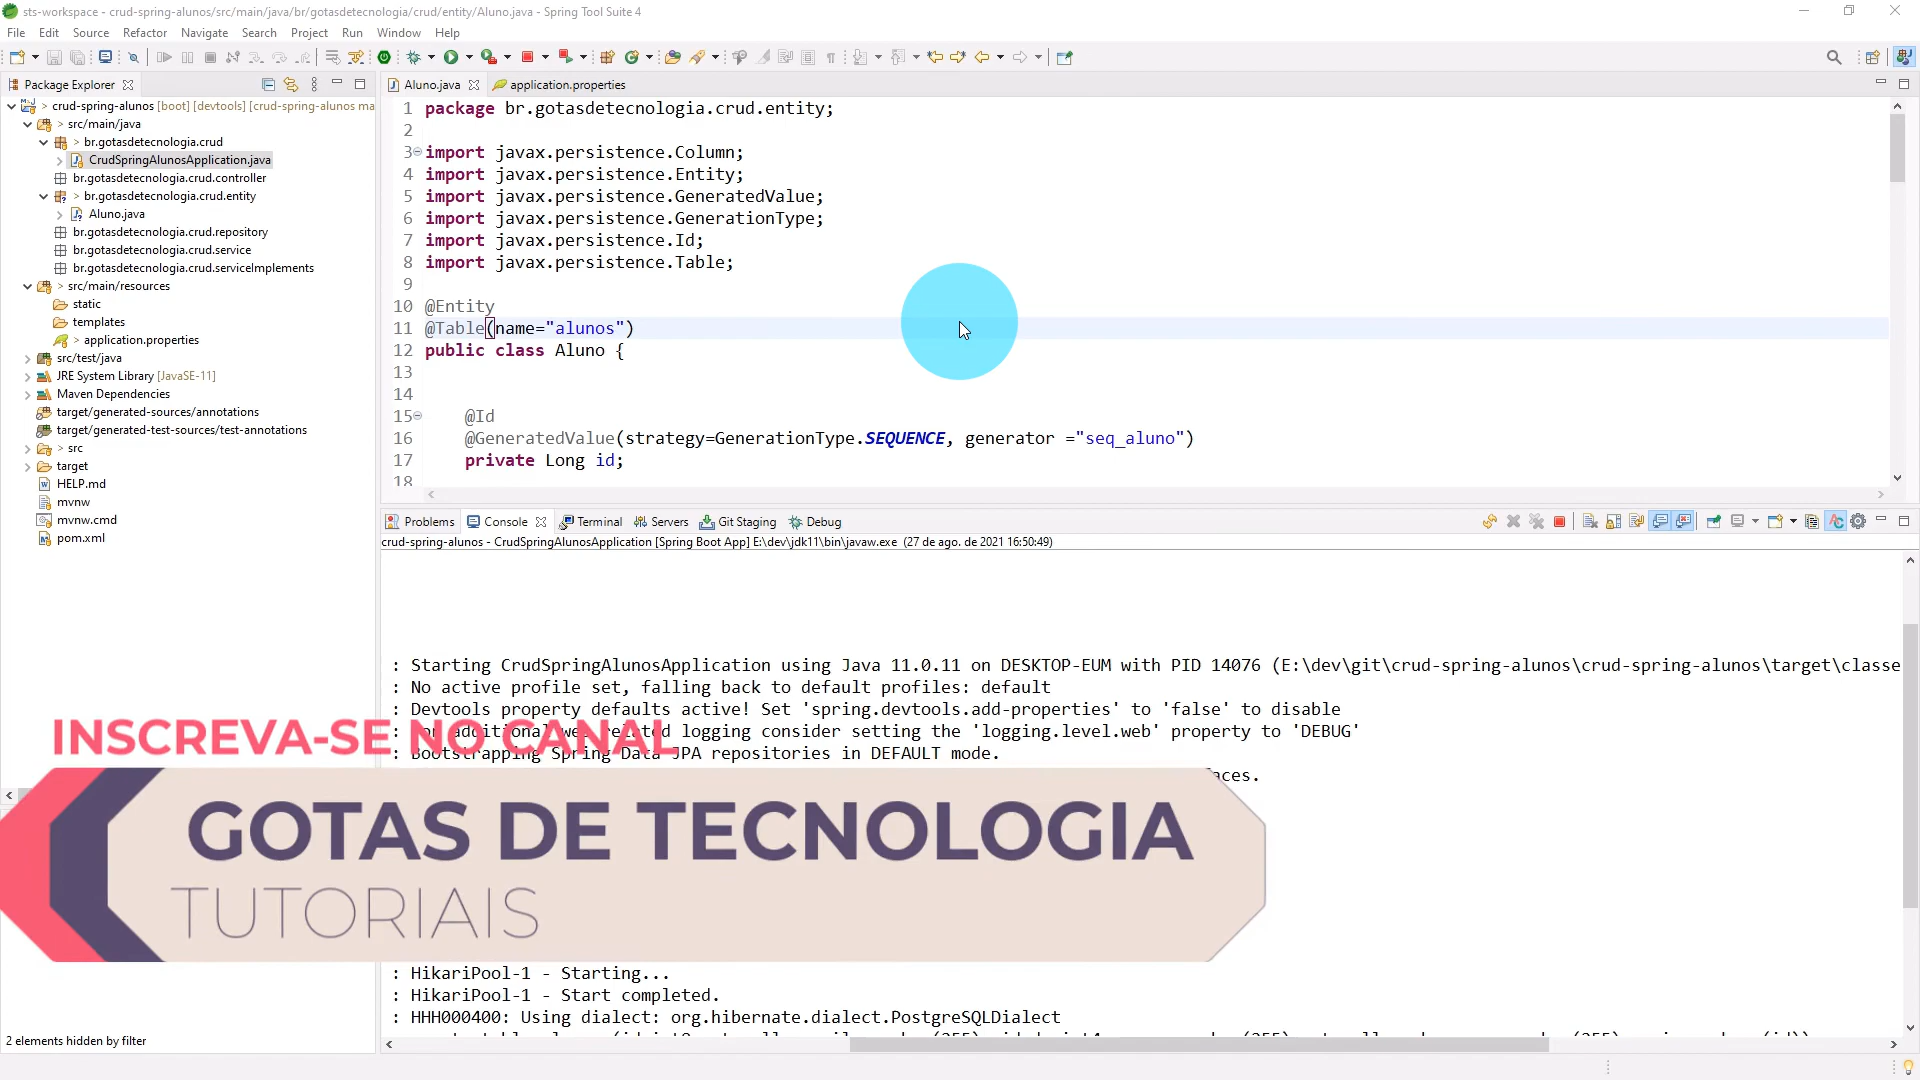 sts-workspace - crud-spring-alunos/src/main/java/br/gotasdetecnologia/crud/entity/Aluno.java - Spring Tool Suite 4
File Edit Source Refactor Navigate Search Project Run Window Help
Package Explorer
crud-spring-alunos [boot] [devtools] [crud-spring-alunos ma
src/main/java
br.gotasdetecnologia.crud
CrudSpringAlunosApplication.java
br.gotasdetecnologia.crud.controller
br.gotasdetecnologia.crud.entity
Aluno.java
br.gotasdetecnologia.crud.repository
br.gotasdetecnologia.crud.service
br.gotasdetecnologia.crud.serviceImplements
src/main/resources
static
templates
application.properties
src/test/java
JRE System Library [JavaSE-11]
Maven Dependencies
target/generated-sources/annotations
target/generated-test-sources/test-annotations
src
target
HELP.md
mvnw
mvnw.cmd
pom.xml
2 elements hidden by filter
Aluno.java application.properties
1 package br.gotasdetecnologia.crud.entity;
2
3 import javax.persistence.Column;
4 import javax.persistence.Entity;
5 import javax.persistence.GeneratedValue;
6 import javax.persistence.GenerationType;
7 import javax.persistence.Id;
8 import javax.persistence.Table;
9
10 @Entity
11 @Table(name="alunos")
12 public class Aluno {
13
14
15 @Id
16 @GeneratedValue(strategy=GenerationType.SEQUENCE, generator ="seq_aluno")
17 private Long id;
18
Problems Console Terminal Servers Git Staging Debug
crud-spring-alunos - CrudSpringAlunosApplication [Spring Boot App] E:\dev\jdk11\bin\javaw.exe (27 de ago. de 2021 16:50:49)
: Starting CrudSpringAlunosApplication using Java 11.0.11 on DESKTOP-EUM with PID 14076 (E:\dev\git\crud-spring-alunos\crud-spring-alunos\target\classe
: No active profile set, falling back to default profiles: default
: Devtools property defaults active! Set 'spring.devtools.add-properties' to 'false' to disable
: For additional web related logging consider setting the 'logging.level.web' property to 'DEBUG'
: Bootstrapping Spring Data JPA repositories in DEFAULT mode.
INSCREVA-SE NO CANAL
GOTAS DE TECNOLOGIA
TUTORIAIS
: HikariPool-1 - Starting...
: HikariPool-1 - Start completed.
: HHH000400: Using dialect: org.hibernate.dialect.PostgreSQLDialect